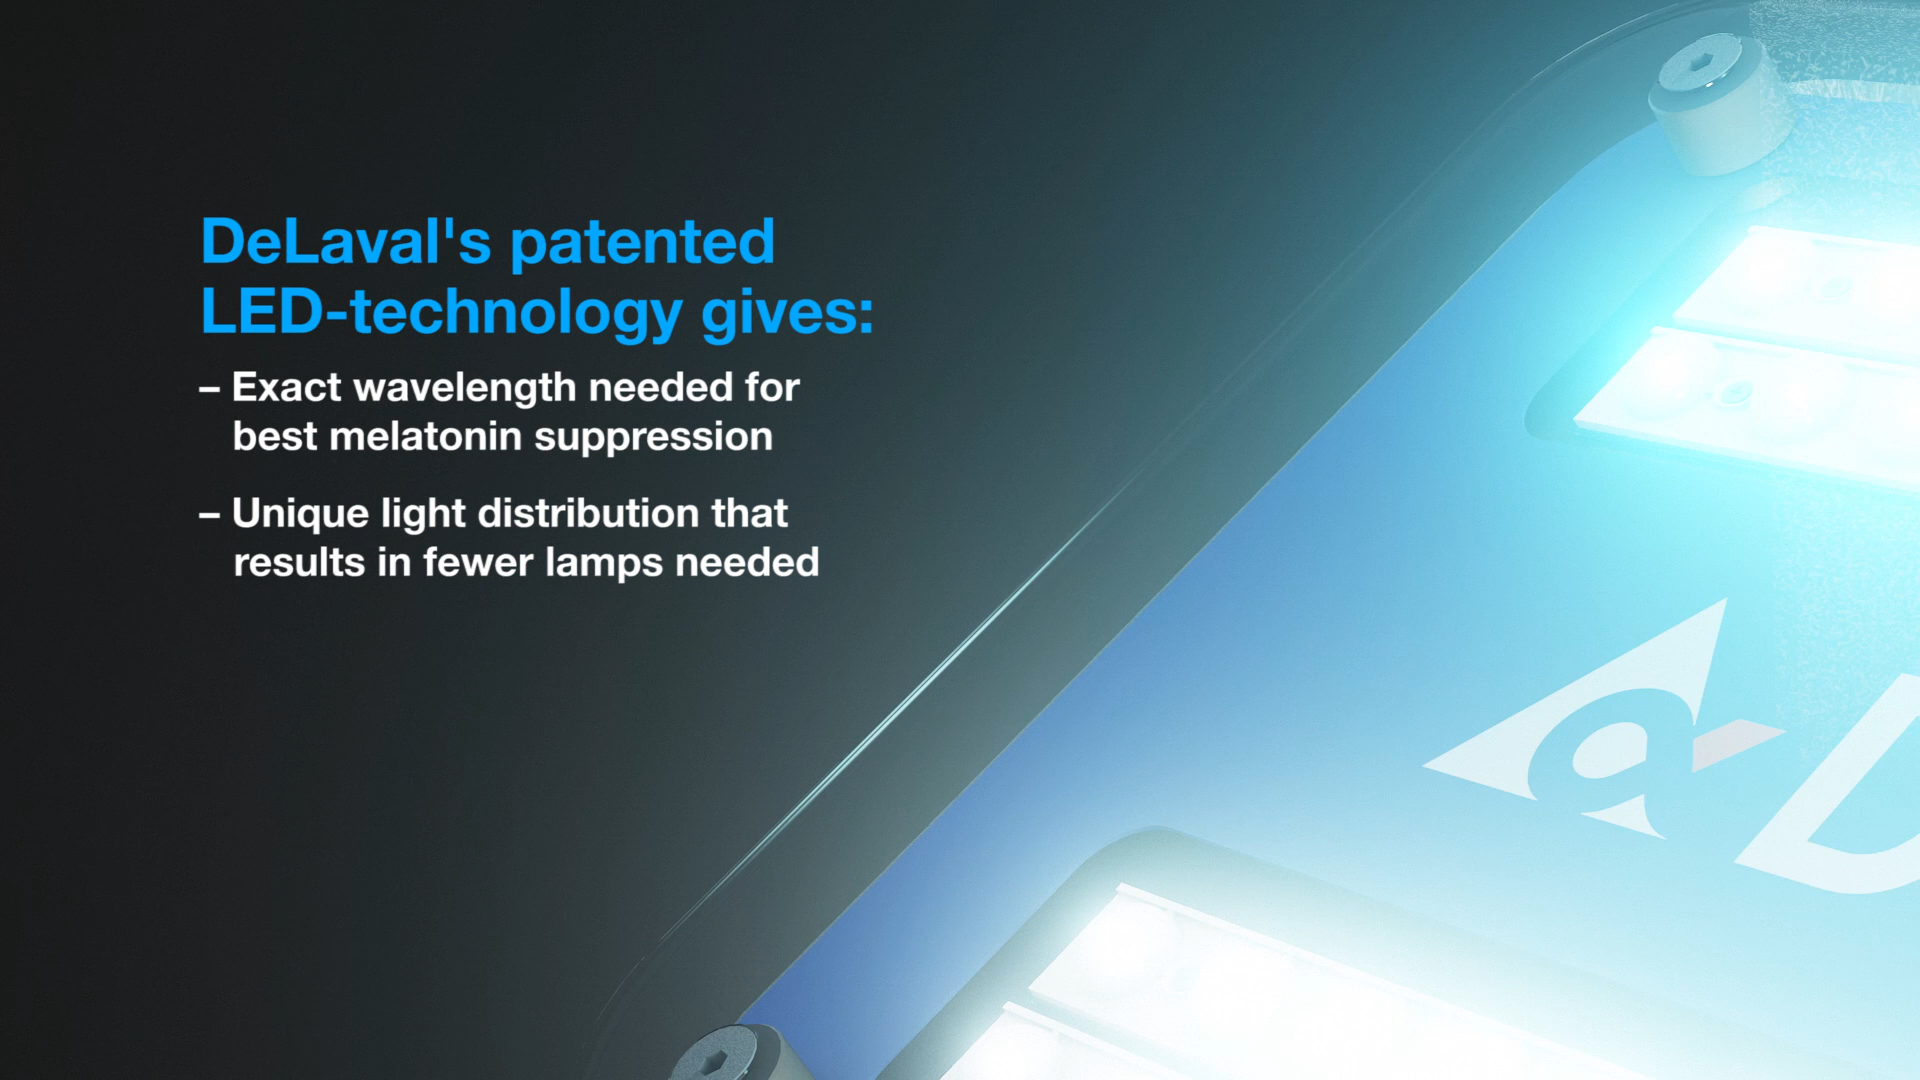 DeLaval's patented
LED-technology gives:
– Exact wavelength needed for
best melatonin suppression
– Unique light distribution that
results in fewer lamps needed
D